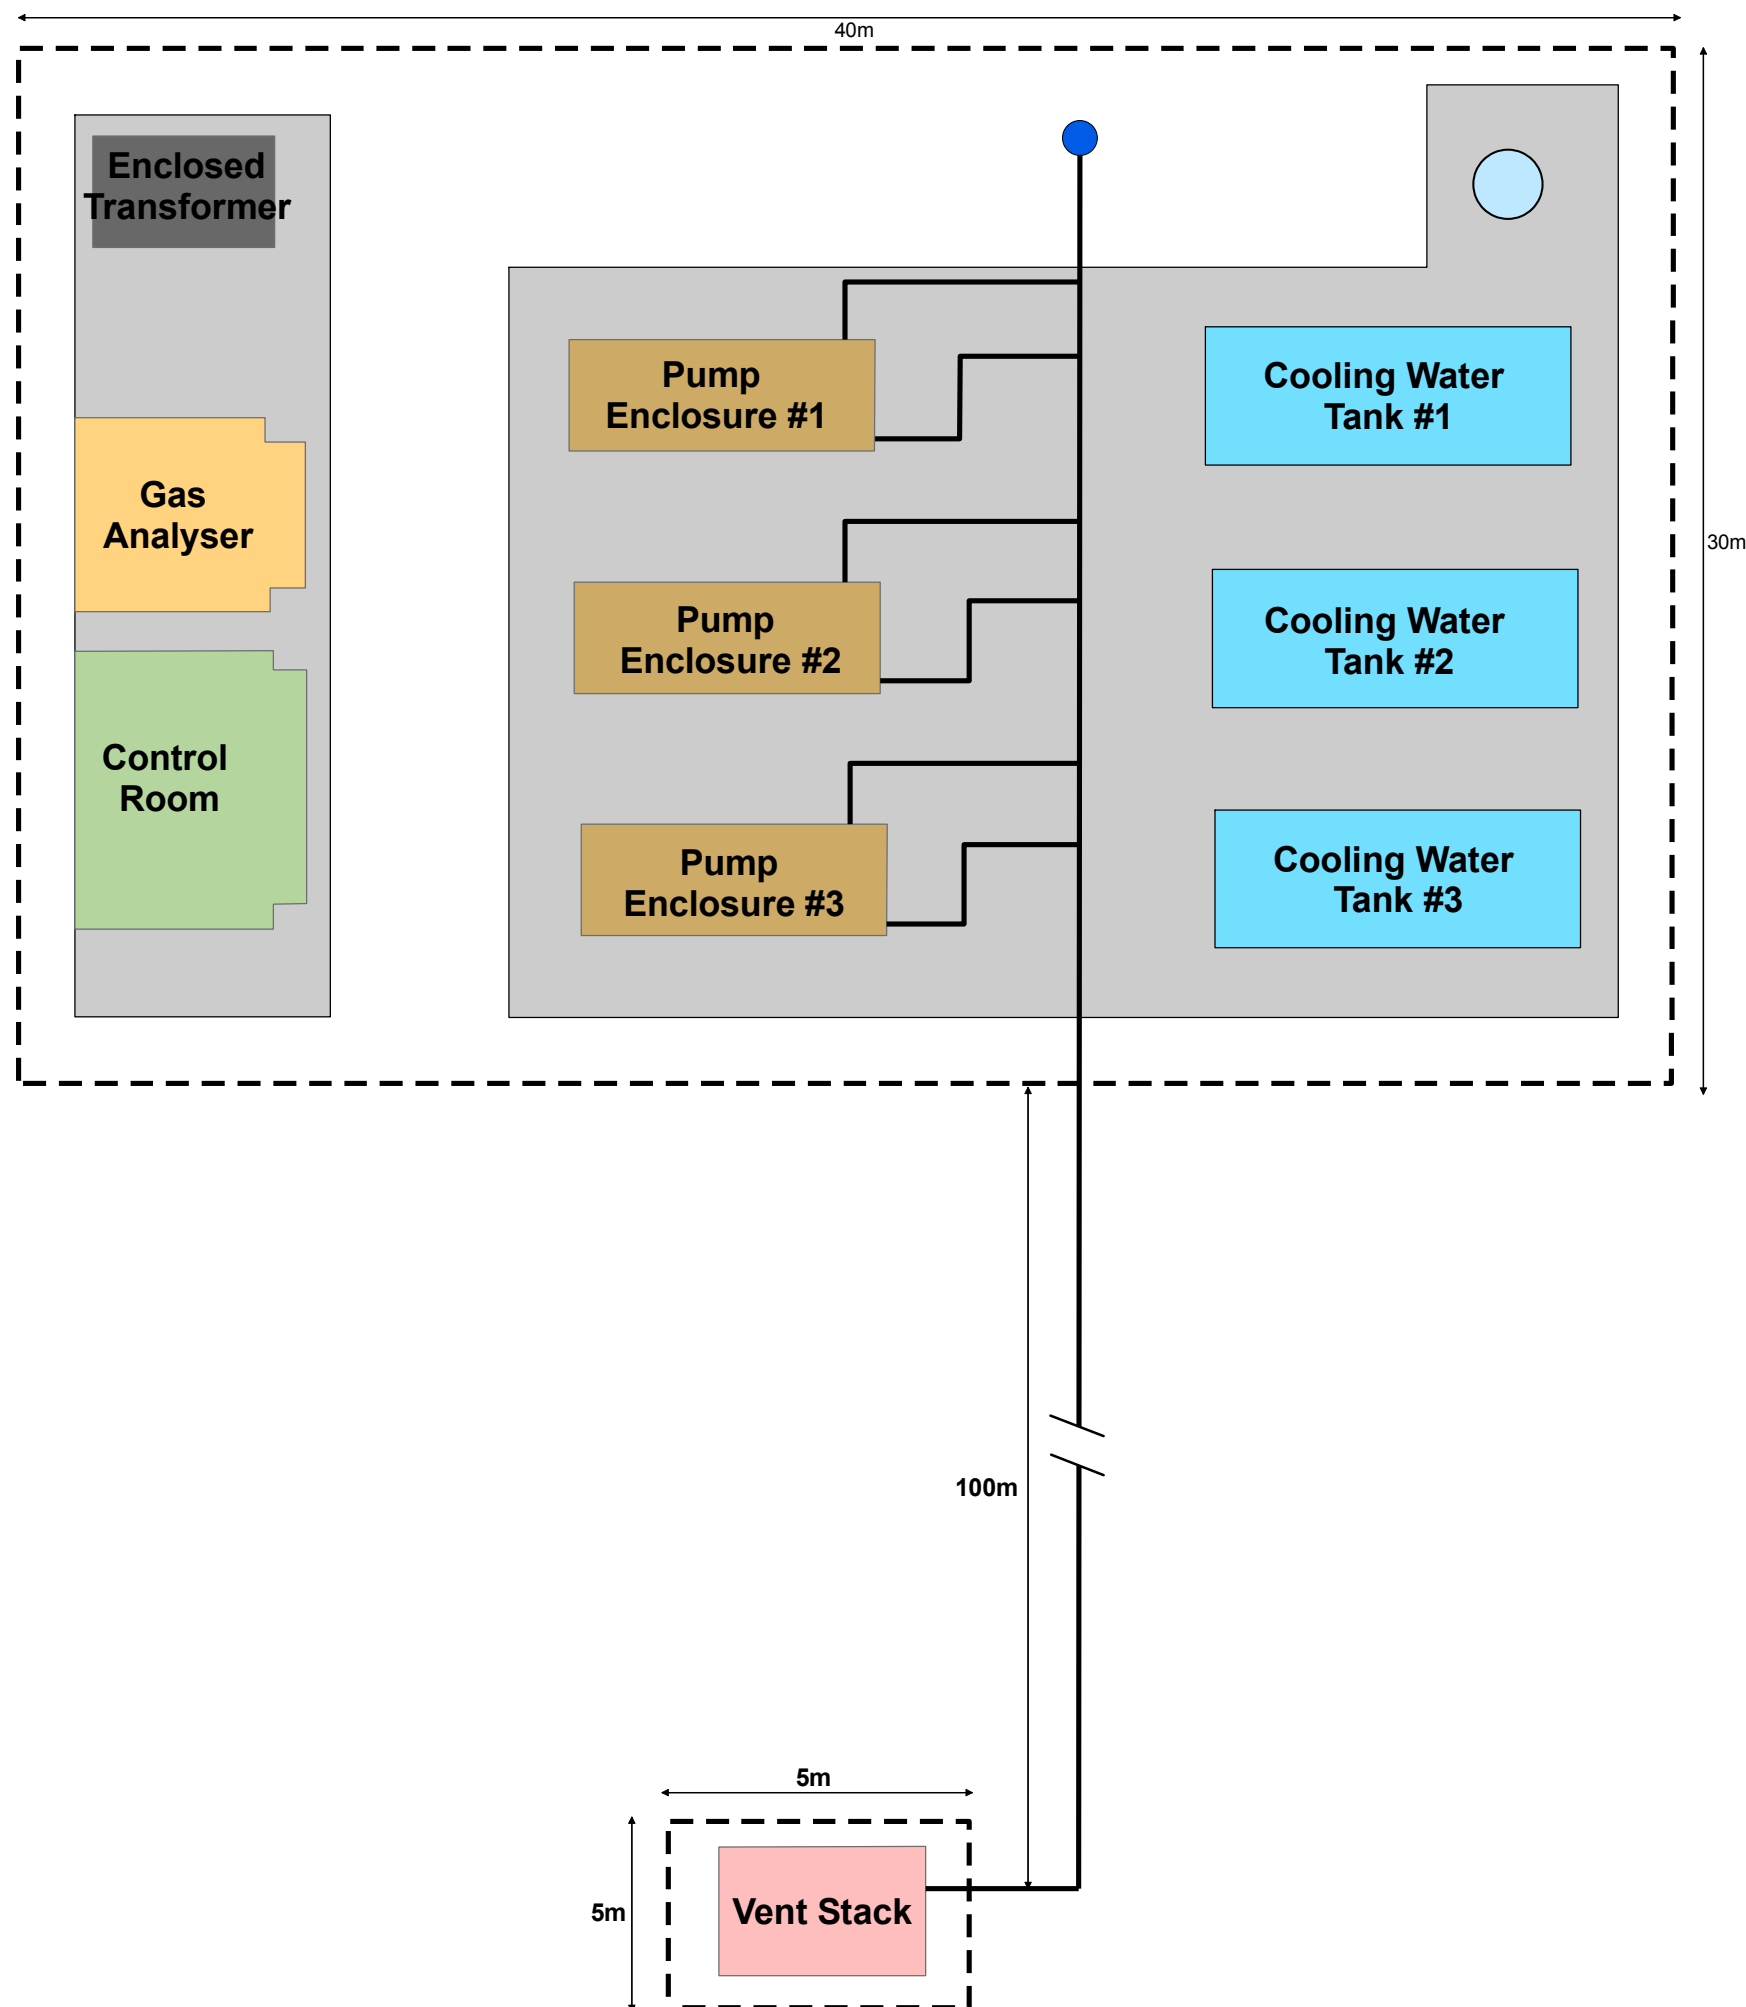 40m
Enclosed
Transformer
Pump
Enclosure #1
Cooling Water
Tank #1
Gas
Analyser
30m
Pump
Enclosure #2
Cooling Water
Tank #2
Control
Room
Pump
Enclosure #3
Cooling Water
Tank #3
100m
5m
5m
Vent Stack